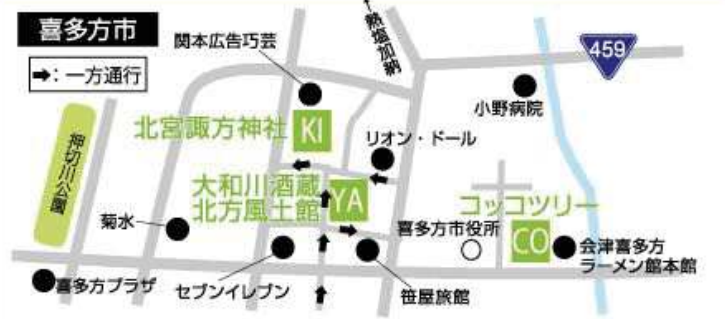 喜多方市
➡：一方通行
関本広告巧芸
↑熱塩加納
459
小野病院
押切川公園
北宮諏方神社
KI
リオン・ドール
大和川酒蔵
北方風土館
YA
コッコツリー
CO
菊水
喜多方市役所
会津喜多方
ラーメン館本館
喜多方プラザ
セブンイレブン
笹屋旅館